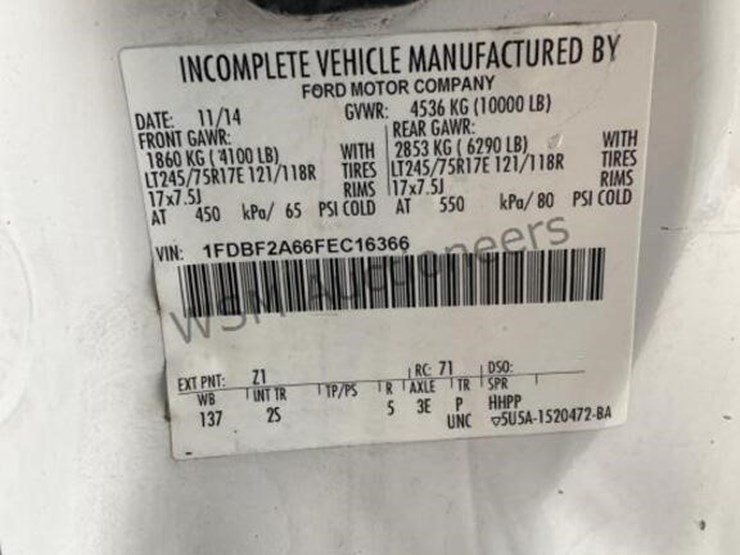 INCOMPLETE VEHICLE MANUFACTURED BY
FORD MOTOR COMPANY
DATE: 11/14 GVWR: 4536 KG (10000 LB)
FRONT GAWR: REAR GAWR:
1860 KG ( 4100 LB) WITH 2853 KG ( 6290 LB) WITH
LT245/75R17E 121/118R TIRES LT245/75R17E 121/118R TIRES
17x7.5J RIMS 17x7.5J RIMS
AT 450 kPa/ 65 PSI COLD AT 550 kPa/ 80 PSI COLD
VIN: 1FDBF2A66FEC16366
WSM Auctioneers
EXT PNT: Z1 RC: 71 DSO:
WB INT TR TP/PS R AXLE TR SPR
137 2S 5 3E P HHPP
UNC ▽5U5A-1520472-BA